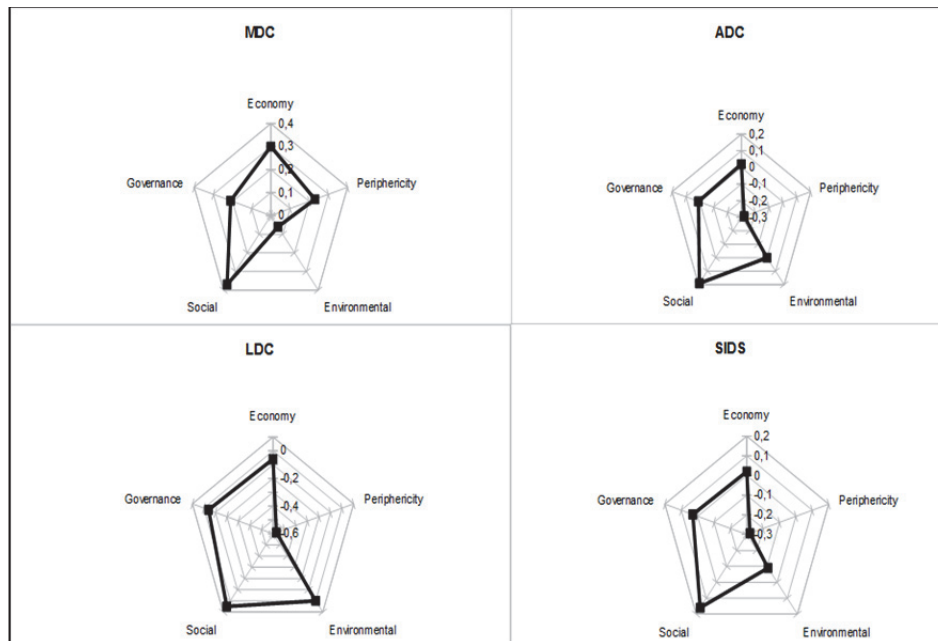 MDC
Economy
0,4
0,3
0,2
0,1
0
Governance
Periphericity
Social
Environmental
ADC
Economy
0,2
0,1
0
-0,1
-0,2
-0,3
Governance
Periphericity
Social
Environmental
LDC
Economy
0
-0,2
-0,4
-0,6
Governance
Periphericity
Social
Environmental
SIDS
Economy
0,2
0,1
0
-0,1
-0,2
-0,3
Governance
Periphericity
Social
Environmental